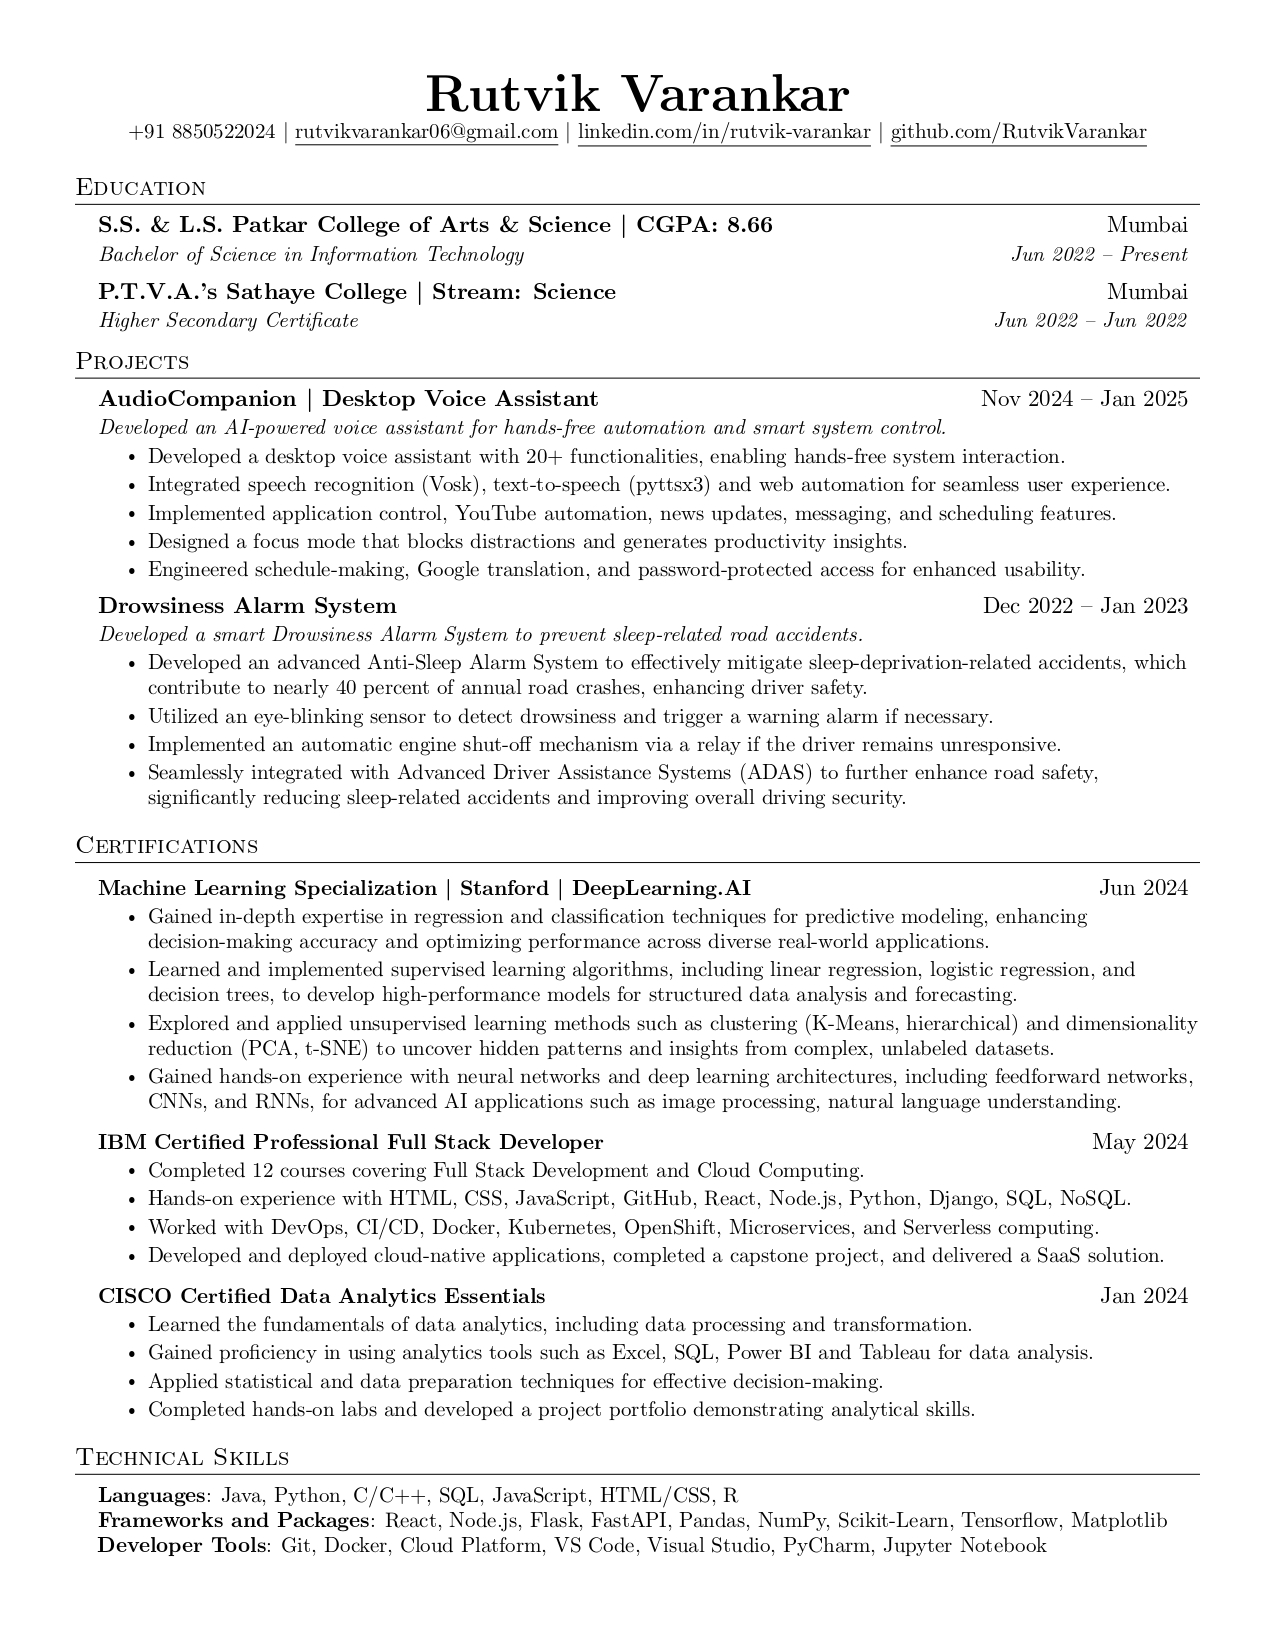 Rutvik Varankar
+91 8850522024 | rutvikvarankar06@gmail.com | linkedin.com/in/rutvik-varankar | github.com/RutvikVarankar
Education
S.S. & L.S. Patkar College of Arts & Science | CGPA: 8.66 Mumbai
Bachelor of Science in Information Technology Jun 2022 – Present
P.T.V.A.'s Sathaye College | Stream: Science Mumbai
Higher Secondary Certificate Jun 2022 – Jun 2022
Projects
AudioCompanion | Desktop Voice Assistant Nov 2024 – Jan 2025
Developed an AI-powered voice assistant for hands-free automation and smart system control.
• Developed a desktop voice assistant with 20+ functionalities, enabling hands-free system interaction.
• Integrated speech recognition (Vosk), text-to-speech (pyttsx3) and web automation for seamless user experience.
• Implemented application control, YouTube automation, news updates, messaging, and scheduling features.
• Designed a focus mode that blocks distractions and generates productivity insights.
• Engineered schedule-making, Google translation, and password-protected access for enhanced usability.
Drowsiness Alarm System Dec 2022 – Jan 2023
Developed a smart Drowsiness Alarm System to prevent sleep-related road accidents.
• Developed an advanced Anti-Sleep Alarm System to effectively mitigate sleep-deprivation-related accidents, which
contribute to nearly 40 percent of annual road crashes, enhancing driver safety.
• Utilized an eye-blinking sensor to detect drowsiness and trigger a warning alarm if necessary.
• Implemented an automatic engine shut-off mechanism via a relay if the driver remains unresponsive.
• Seamlessly integrated with Advanced Driver Assistance Systems (ADAS) to further enhance road safety,
significantly reducing sleep-related accidents and improving overall driving security.
Certifications
Machine Learning Specialization | Stanford | DeepLearning.AI Jun 2024
• Gained in-depth expertise in regression and classification techniques for predictive modeling, enhancing
decision-making accuracy and optimizing performance across diverse real-world applications.
• Learned and implemented supervised learning algorithms, including linear regression, logistic regression, and
decision trees, to develop high-performance models for structured data analysis and forecasting.
• Explored and applied unsupervised learning methods such as clustering (K-Means, hierarchical) and dimensionality
reduction (PCA, t-SNE) to uncover hidden patterns and insights from complex, unlabeled datasets.
• Gained hands-on experience with neural networks and deep learning architectures, including feedforward networks,
CNNs, and RNNs, for advanced AI applications such as image processing, natural language understanding.
IBM Certified Professional Full Stack Developer May 2024
• Completed 12 courses covering Full Stack Development and Cloud Computing.
• Hands-on experience with HTML, CSS, JavaScript, GitHub, React, Node.js, Python, Django, SQL, NoSQL.
• Worked with DevOps, CI/CD, Docker, Kubernetes, OpenShift, Microservices, and Serverless computing.
• Developed and deployed cloud-native applications, completed a capstone project, and delivered a SaaS solution.
CISCO Certified Data Analytics Essentials Jan 2024
• Learned the fundamentals of data analytics, including data processing and transformation.
• Gained proficiency in using analytics tools such as Excel, SQL, Power BI and Tableau for data analysis.
• Applied statistical and data preparation techniques for effective decision-making.
• Completed hands-on labs and developed a project portfolio demonstrating analytical skills.
Technical Skills
Languages: Java, Python, C/C++, SQL, JavaScript, HTML/CSS, R
Frameworks and Packages: React, Node.js, Flask, FastAPI, Pandas, NumPy, Scikit-Learn, Tensorflow, Matplotlib
Developer Tools: Git, Docker, Cloud Platform, VS Code, Visual Studio, PyCharm, Jupyter Notebook